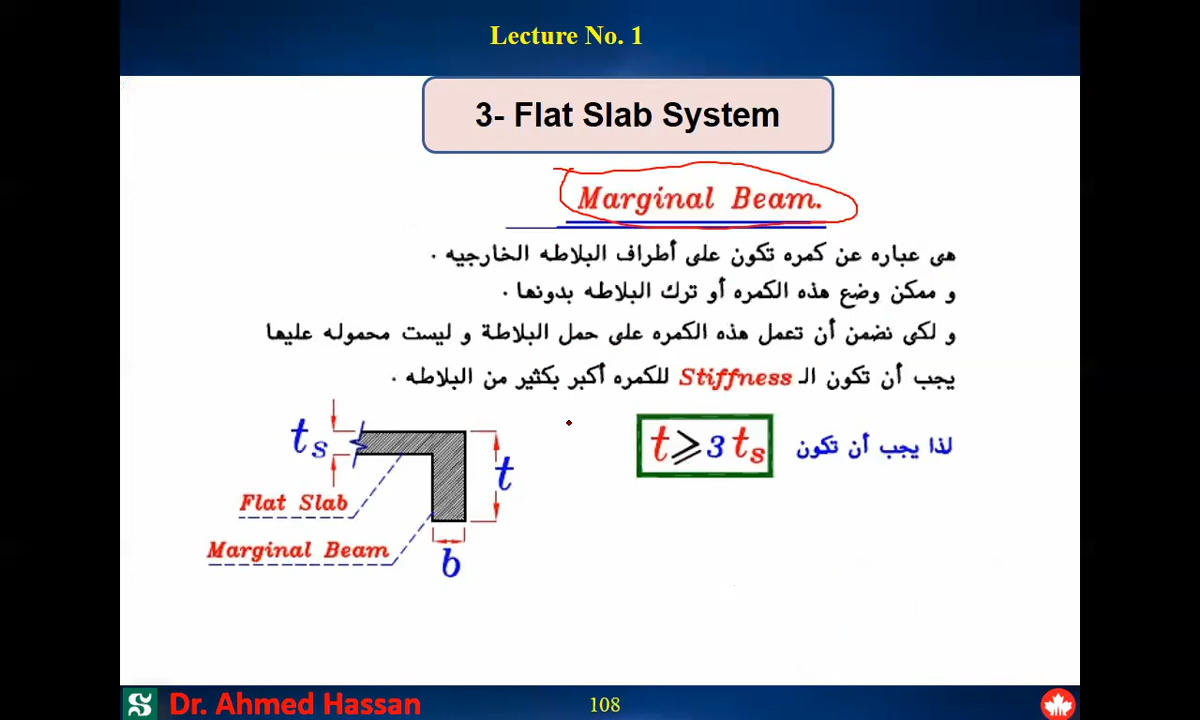 Lecture No. 1
3- Flat Slab System
Marginal Beam.
هى عباره عن كمره تكون على أطراف البلاطه الخارجيه .
و ممكن وضع هذه الكمره أو ترك البلاطه بدونها .
و لكى نضمن أن تعمل هذه الكمره على حمل البلاطة و ليست محموله عليها
يجب أن تكون الـ Stiffness للكمره أكبر بكثير من البلاطه .
لذا يجب أن تكون t ⩾ 3 ts
ts
t
Flat Slab
Marginal Beam
b
Dr. Ahmed Hassan
108